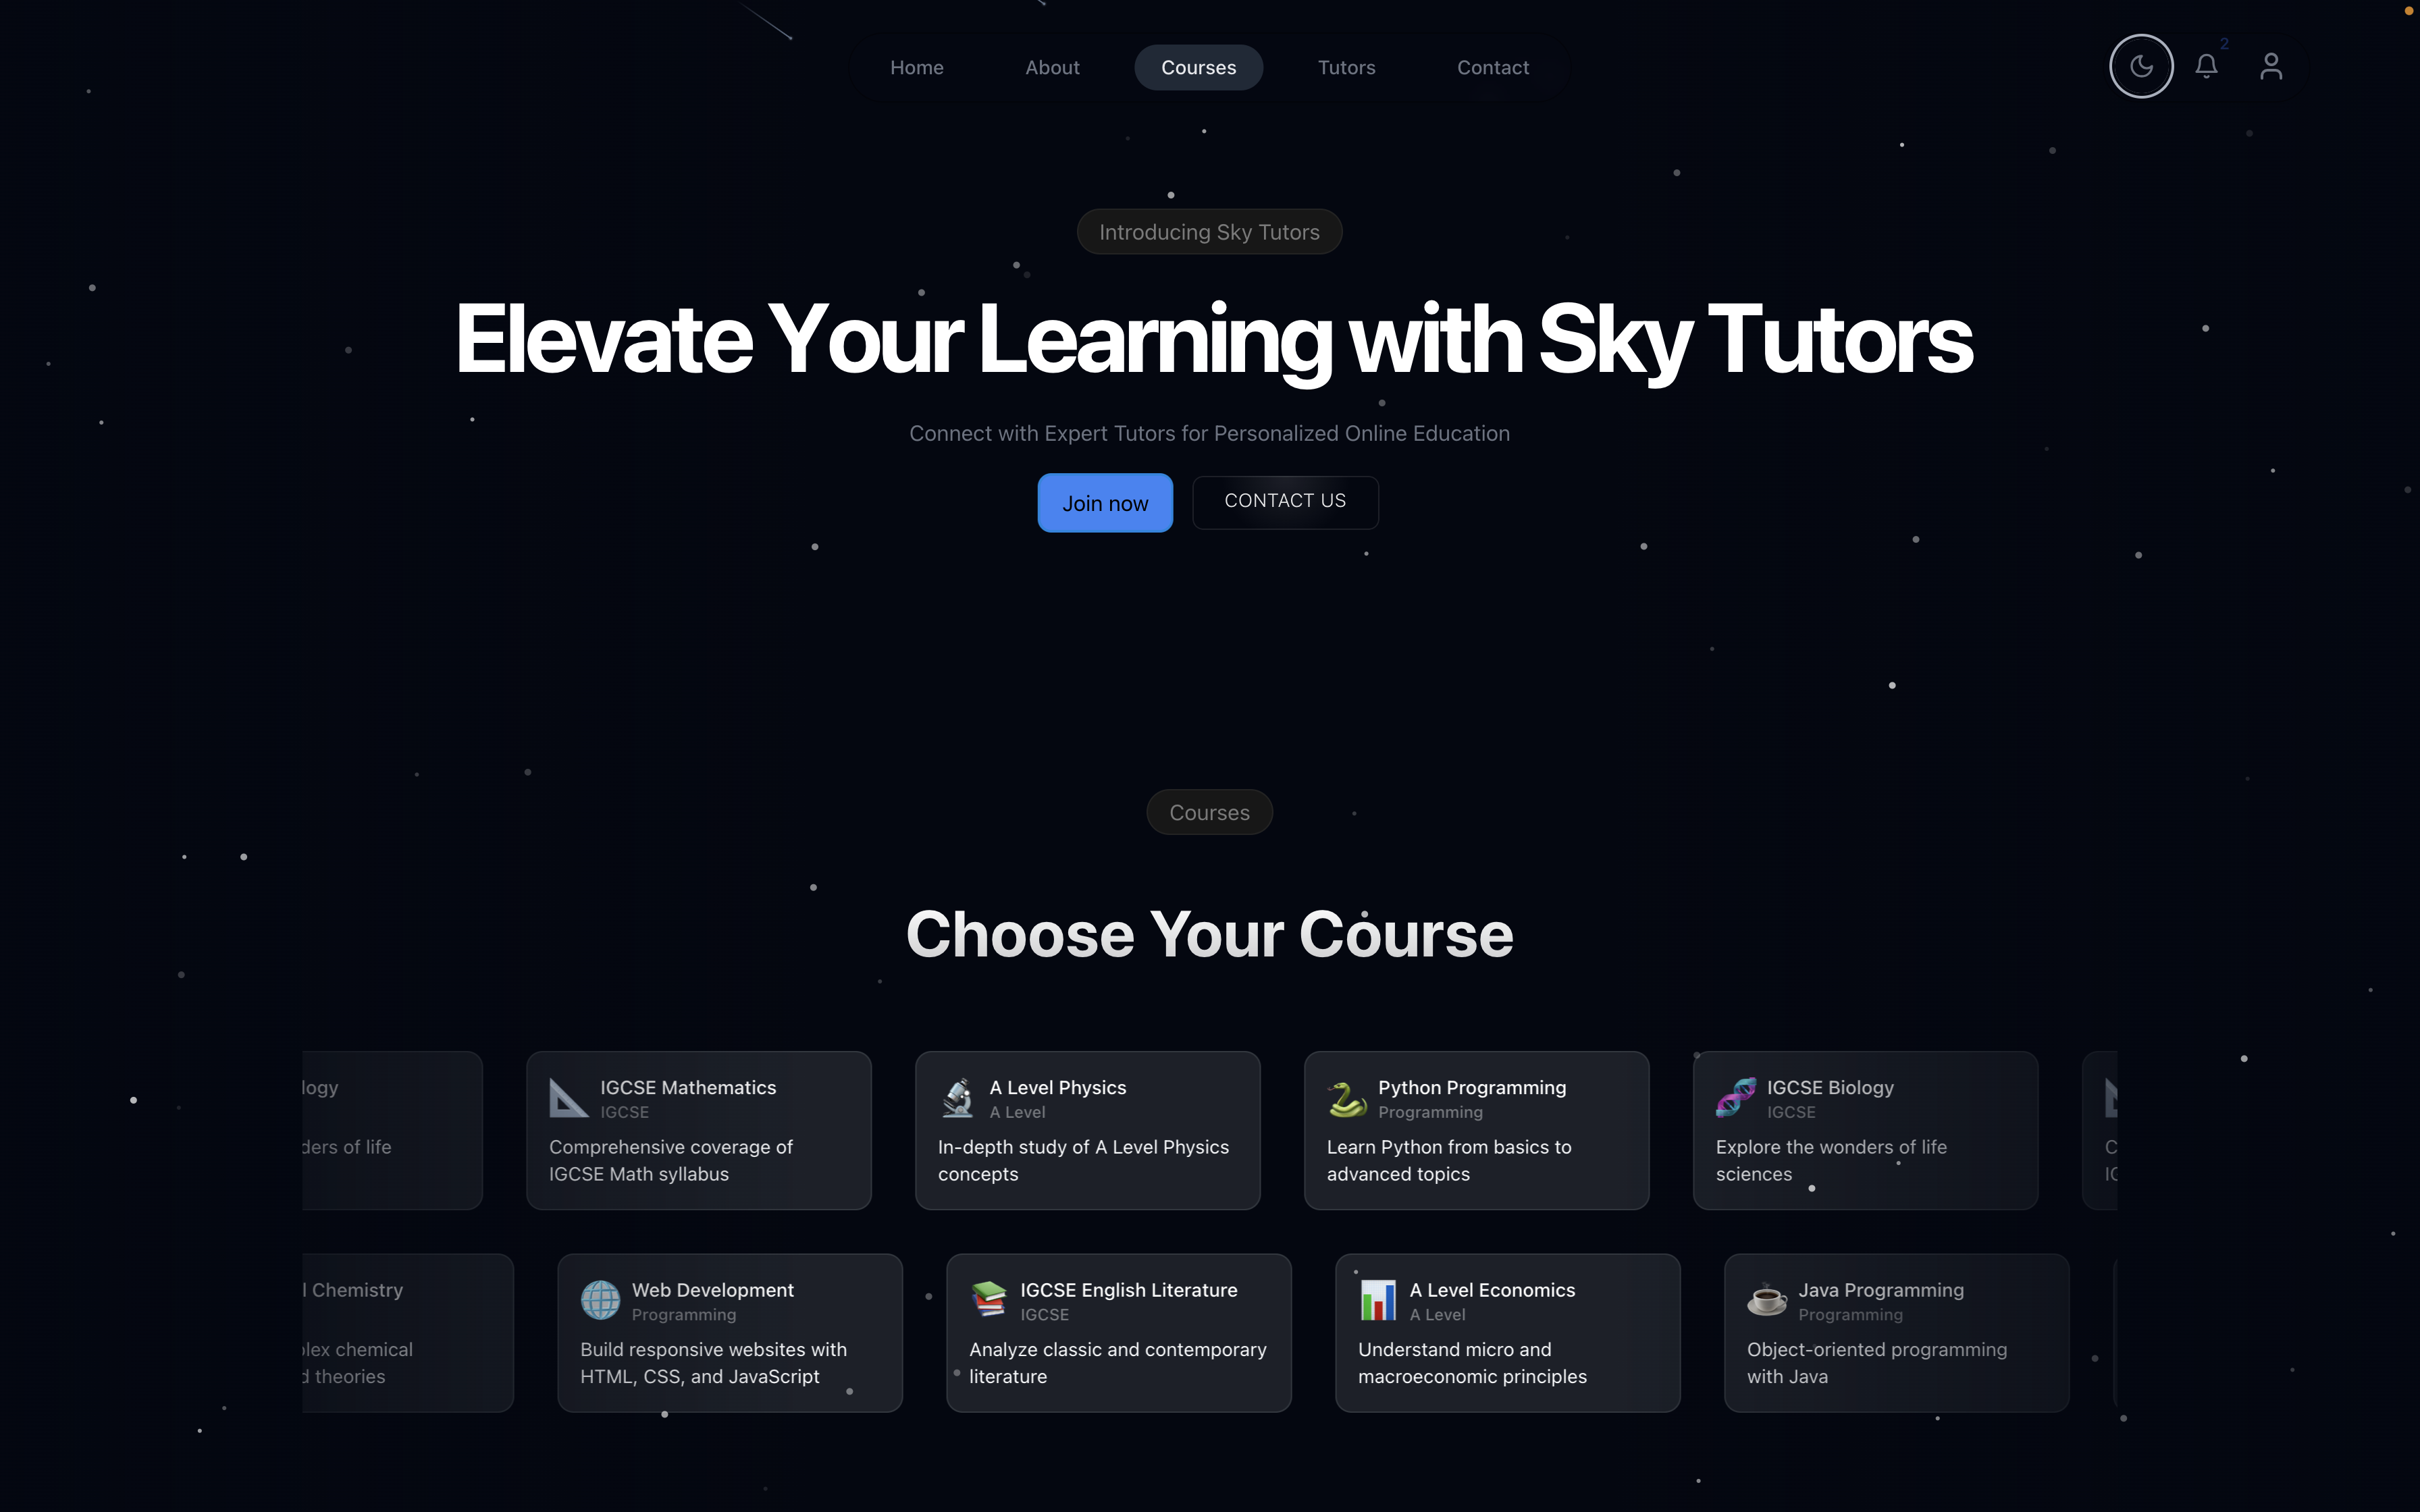 Home About Courses Tutors Contact 2
Introducing Sky Tutors
Elevate Your Learning with Sky Tutors
Connect with Expert Tutors for Personalized Online Education
Join now CONTACT US
Courses
Choose Your Course
logy
ders of life
IGCSE Mathematics
IGCSE
Comprehensive coverage of
IGCSE Math syllabus
A Level Physics
A Level
In-depth study of A Level Physics
concepts
Python Programming
Programming
Learn Python from basics to
advanced topics
IGCSE Biology
IGCSE
Explore the wonders of life
sciences
l Chemistry
plex chemical
d theories
Web Development
Programming
Build responsive websites with
HTML, CSS, and JavaScript
IGCSE English Literature
IGCSE
Analyze classic and contemporary
literature
A Level Economics
A Level
Understand micro and
macroeconomic principles
Java Programming
Programming
Object-oriented programming
with Java